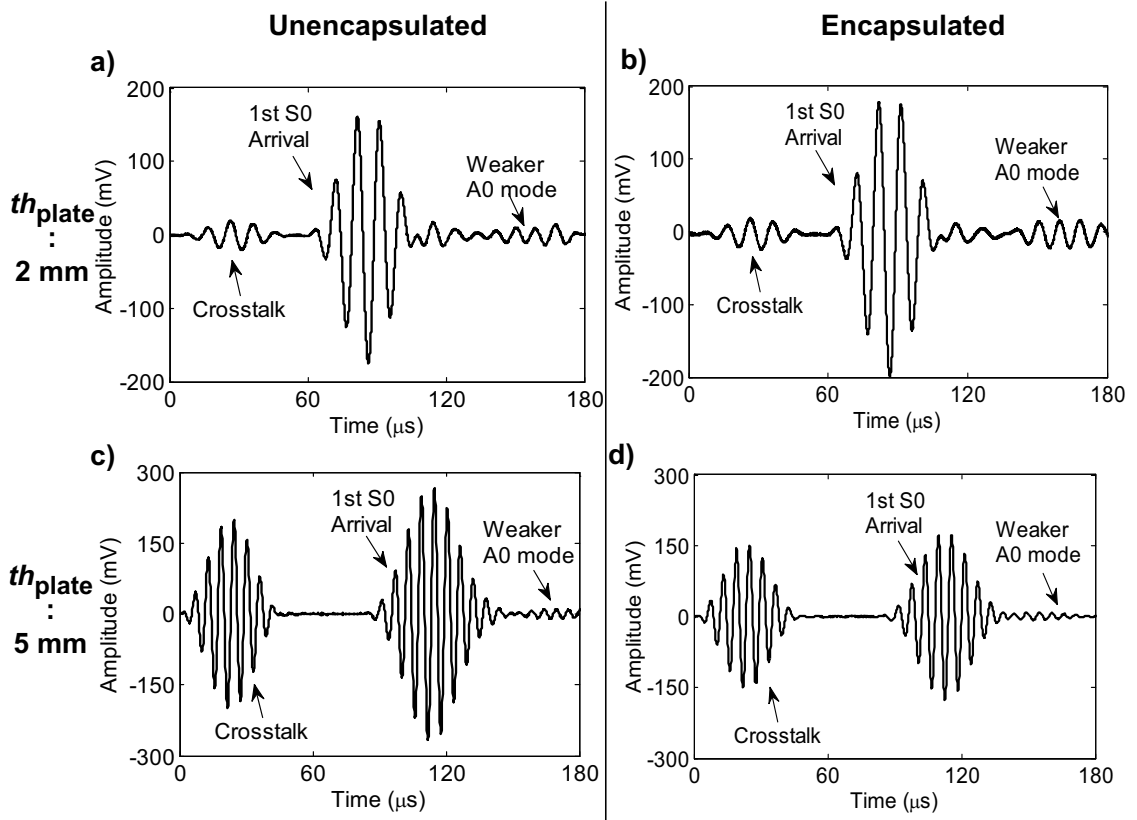 Unencapsulated
Encapsulated
th_plate
:
2 mm
a)
200
100
0
-100
-200
Amplitude (mV)
1st S0
Arrival
Weaker
A0 mode
Crosstalk
0 60 120 180
Time (μs)
b)
200
100
0
-100
-200
Amplitude (mV)
1st S0
Arrival
Weaker
A0 mode
Crosstalk
0 60 120 180
Time (μs)
th_plate
:
5 mm
c)
300
150
0
-150
-300
Amplitude (mV)
1st S0
Arrival
Weaker
A0 mode
Crosstalk
0 60 120 180
Time (μs)
d)
300
150
0
-150
-300
Amplitude (mV)
1st S0
Arrival
Weaker
A0 mode
Crosstalk
0 60 120 180
Time (μs)